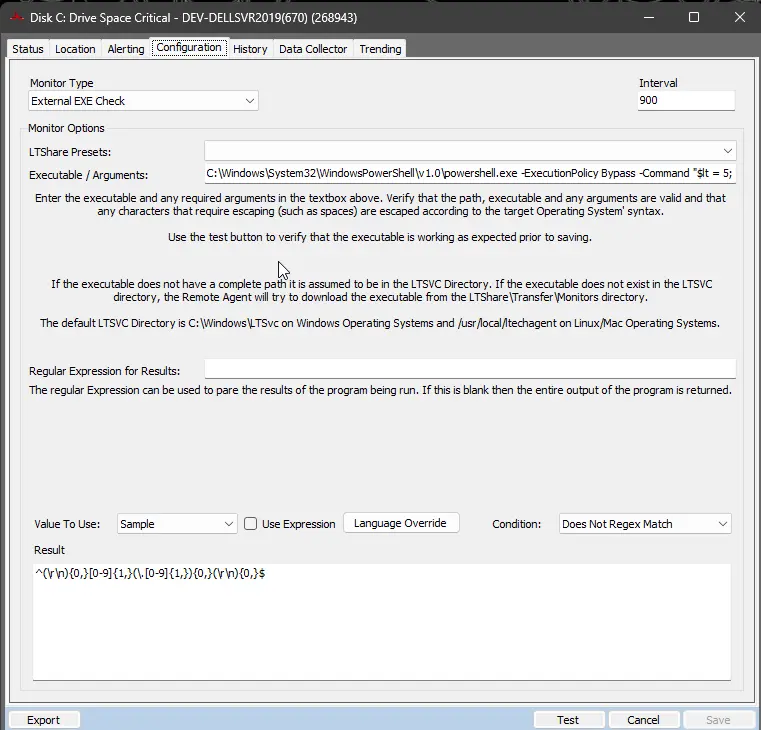 Disk C: Drive Space Critical - DEV-DELLSVR2019(670) (268943)
Status Location Alerting Configuration History Data Collector Trending
Monitor Type
Interval
External EXE Check
900
Monitor Options
LTShare Presets:
Executable / Arguments:
C:\Windows\System32\WindowsPowerShell\v1.0\powershell.exe -ExecutionPolicy Bypass -Command "$lt = 5;
Enter the executable and any required arguments in the textbox above. Verify that the path, executable and any arguments are valid and that
any characters that require escaping (such as spaces) are escaped according to the target Operating System' syntax.
Use the test button to verify that the executable is working as expected prior to saving.
If the executable does not have a complete path it is assumed to be in the LTSVC Directory. If the executable does not exist in the LTSVC
directory, the Remote Agent will try to download the executable from the LTShare\Transfer\Monitors directory.
The default LTSVC Directory is C:\Windows\LTSvc on Windows Operating Systems and /usr/local/ltechagent on Linux/Mac Operating Systems.
Regular Expression for Results:
The regular Expression can be used to pare the results of the program being run. If this is blank then the entire output of the program is returned.
Value To Use: Sample Use Expression Language Override Condition: Does Not Regex Match
Result
^(\r\n){0,}[0-9]{1,}(\.[0-9]{1,}){0,}(\r\n){0,}$
Export Test Cancel Save